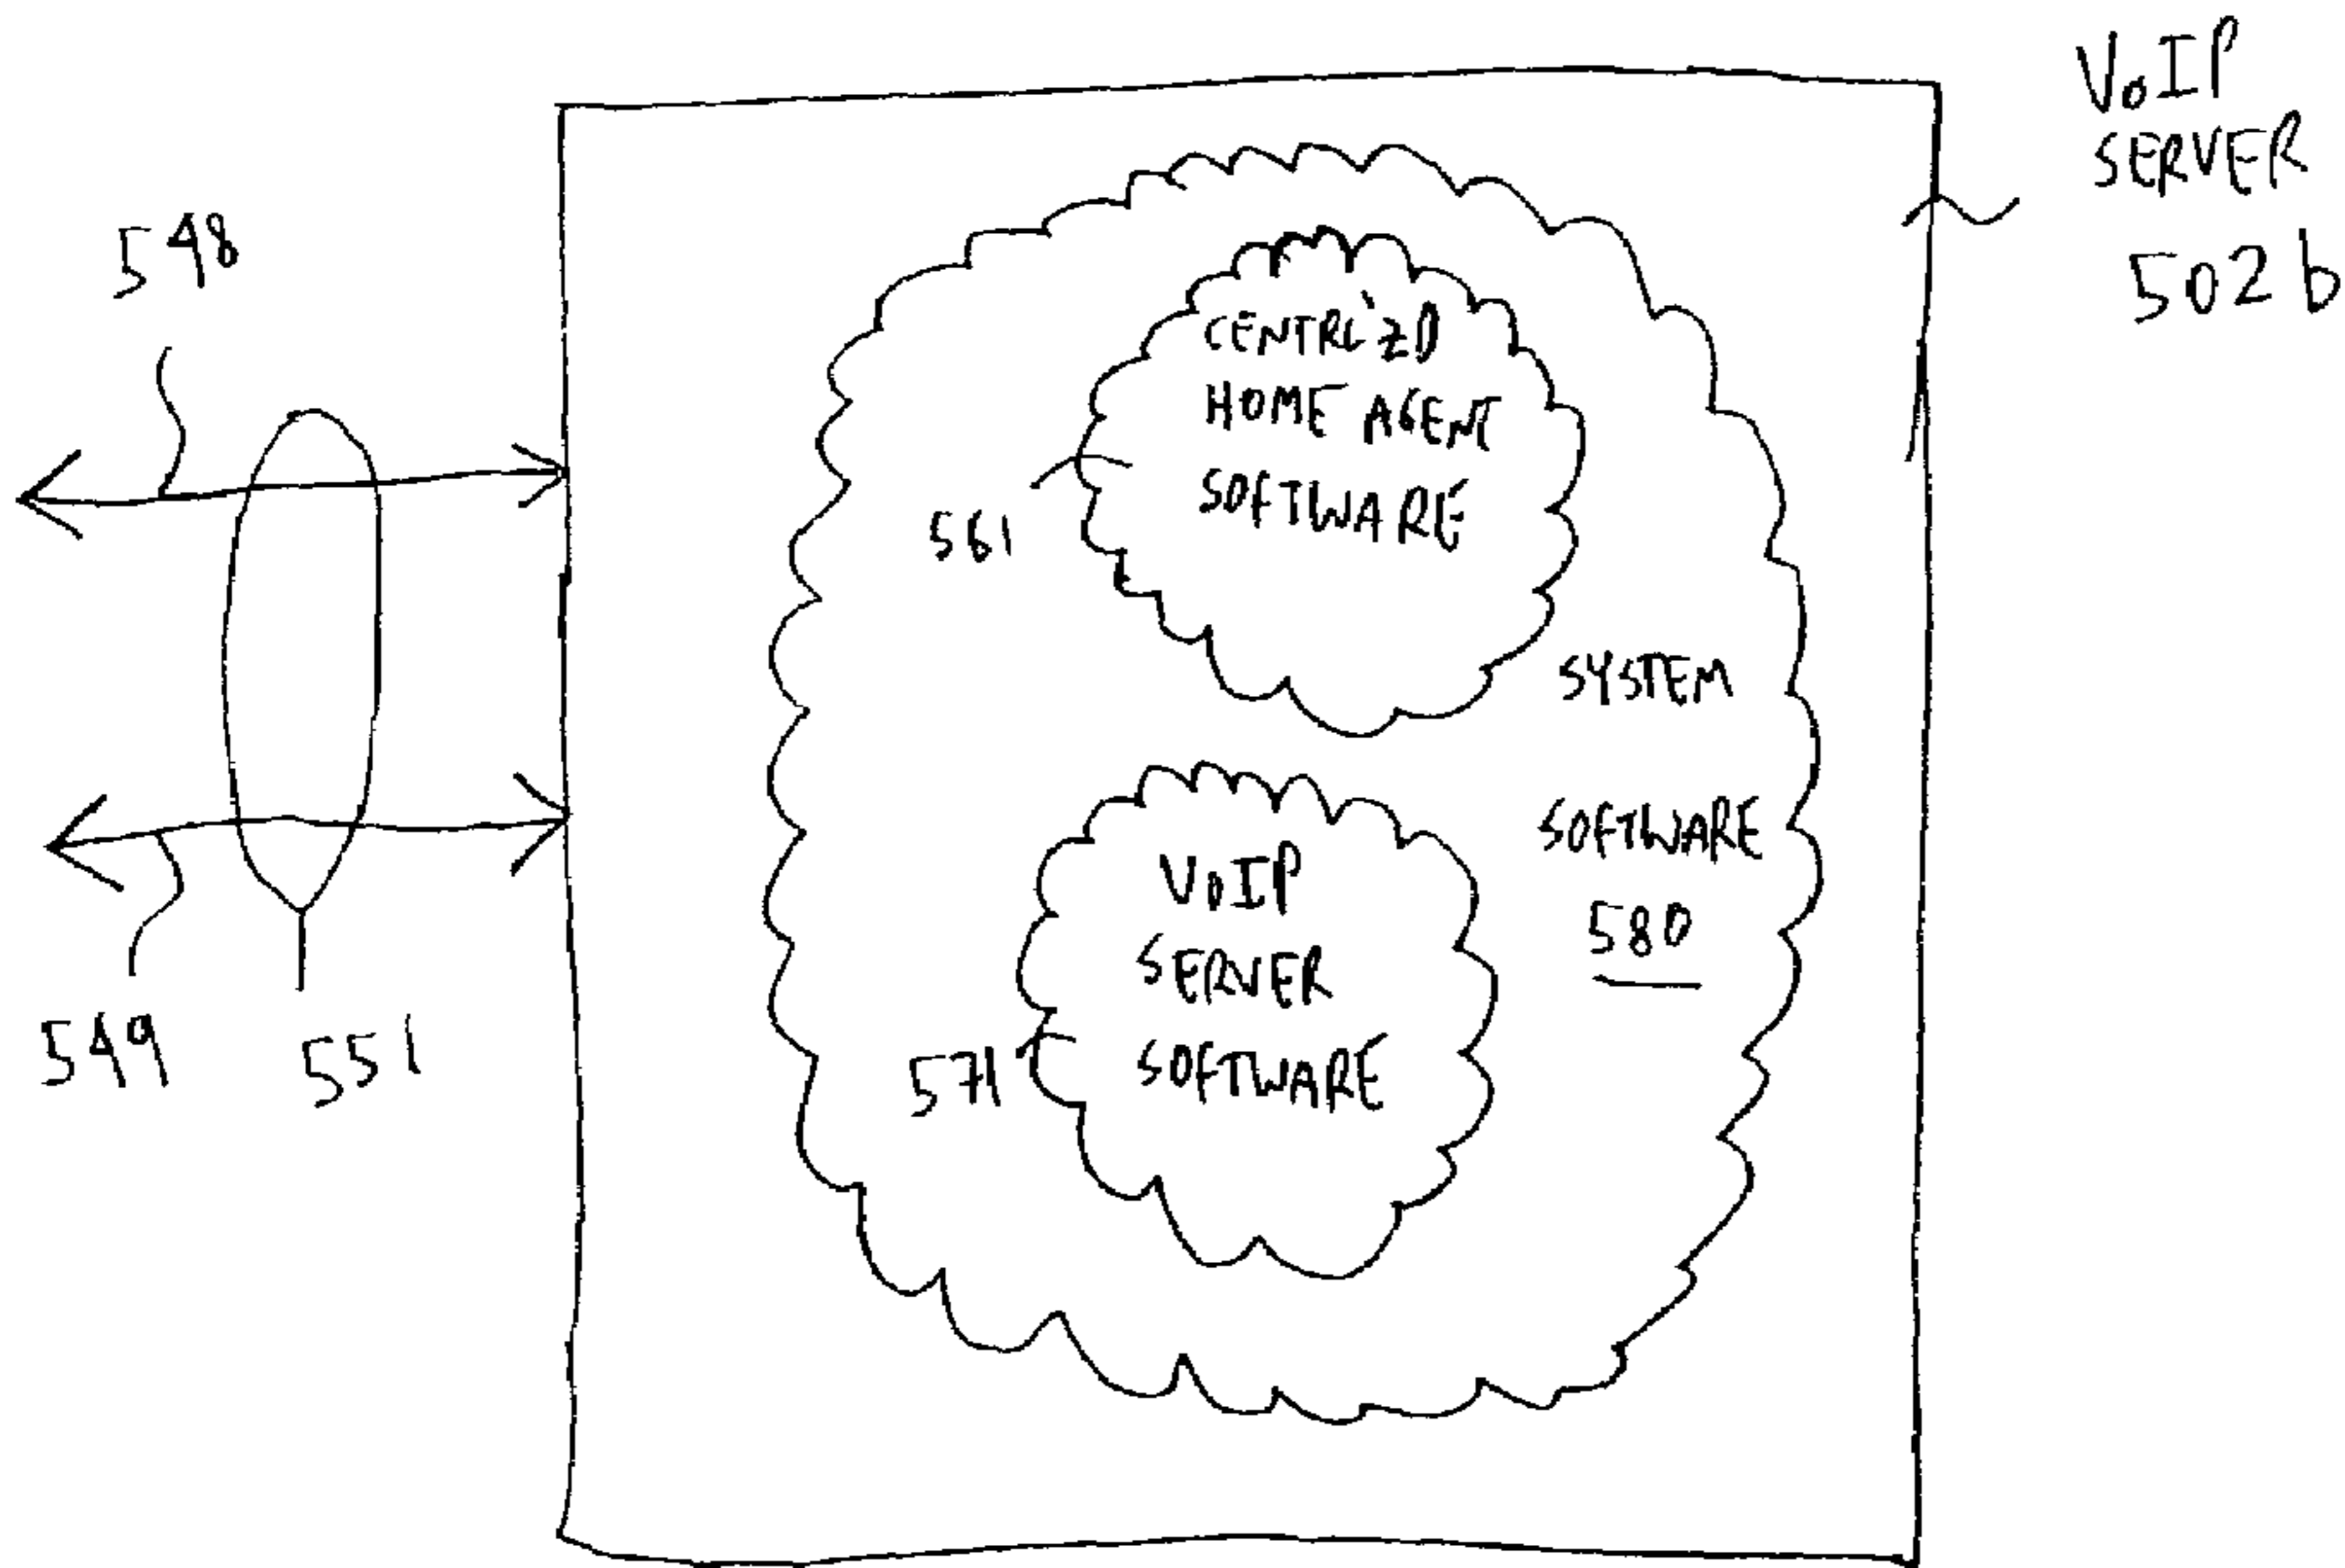 VoIP
SERVER
502b
548
CENTRL'ZD
HOME AGENT
SOFTWARE
561
SYSTEM
SOFTWARE
580
VoIP
SERVER
SOFTWARE
571
549
551